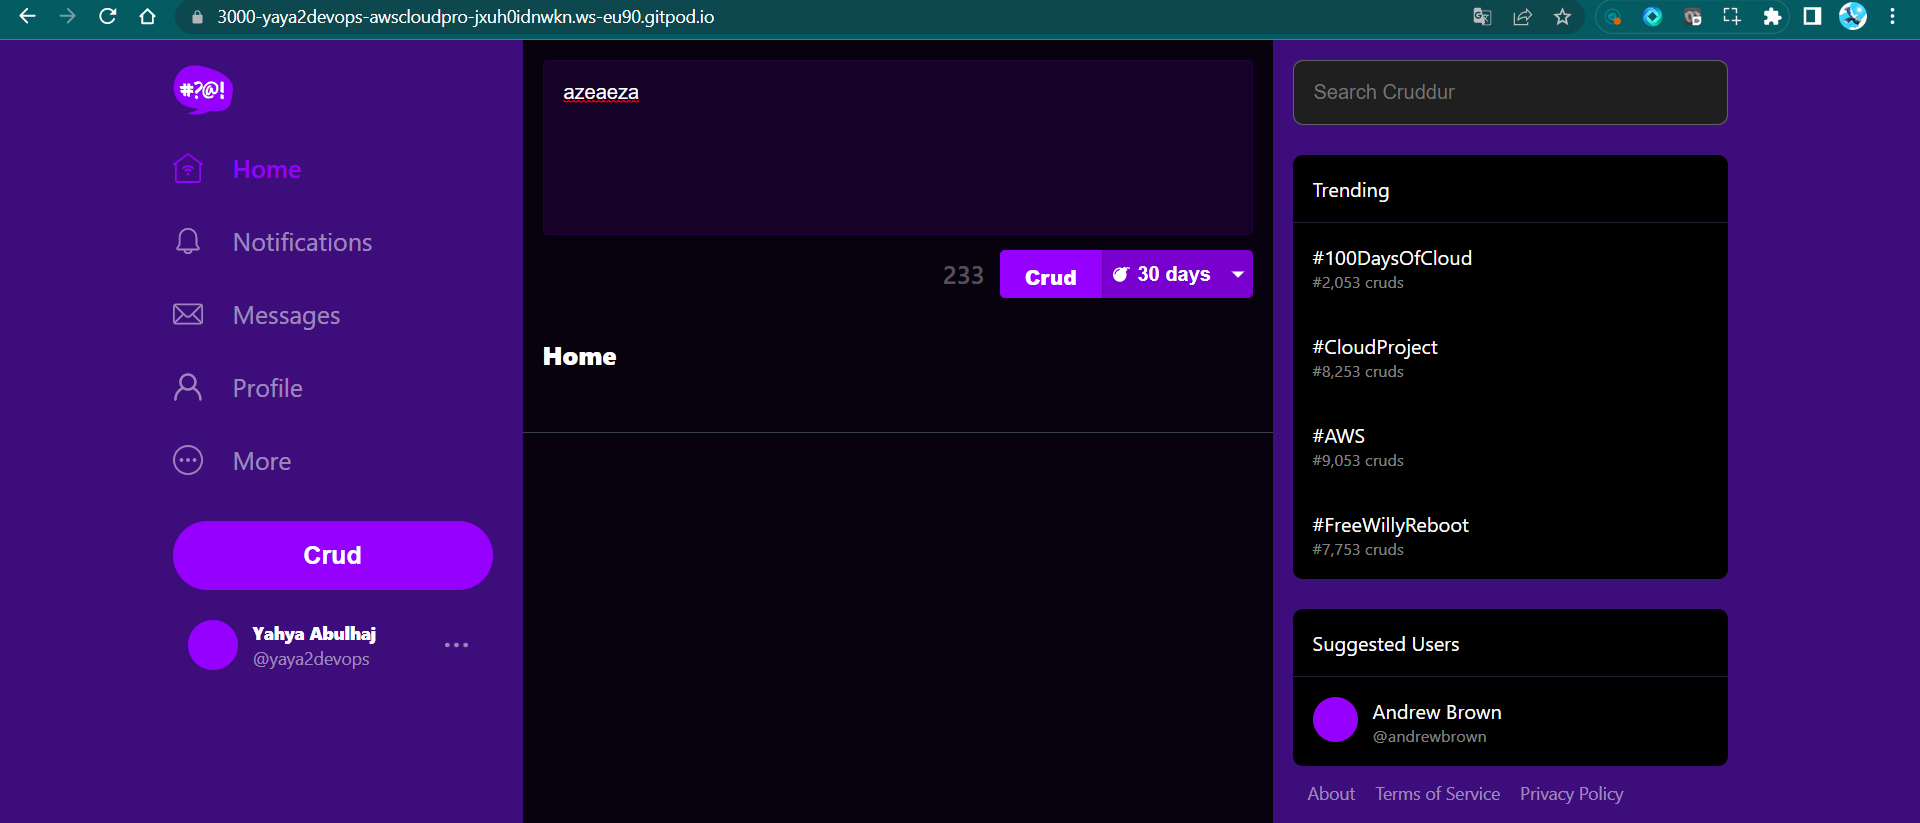 3000-yaya2devops-awscloudpro-jxuh0idnwkn.ws-eu90.gitpod.io
#?@!
Home
Notifications
Messages
Profile
More
Crud
Yahya Abulhaj
@yaya2devops
azeaeza
233
Crud
30 days
Home
Search Cruddur
Trending
#100DaysOfCloud
#2,053 cruds
#CloudProject
#8,253 cruds
#AWS
#9,053 cruds
#FreeWillyReboot
#7,753 cruds
Suggested Users
Andrew Brown
@andrewbrown
About Terms of Service Privacy Policy